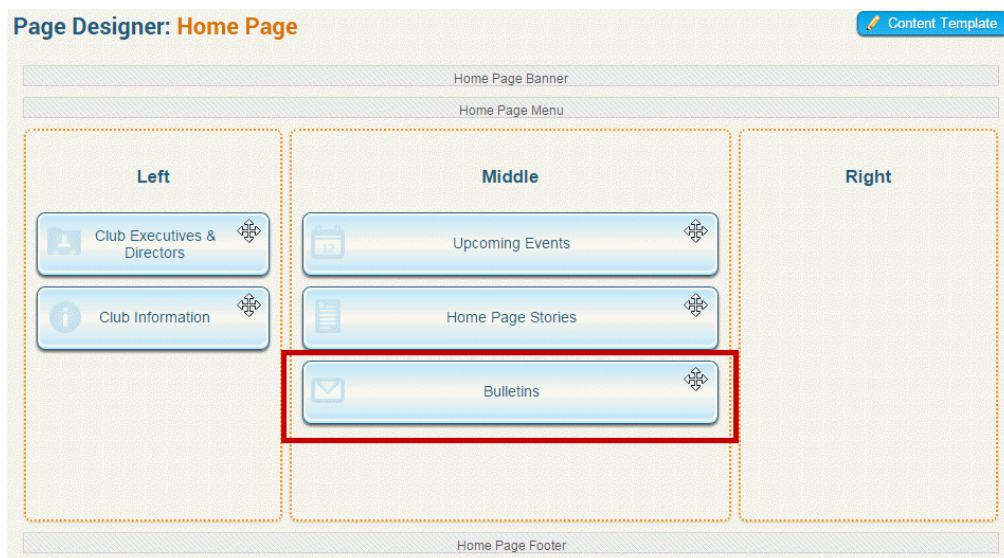 Page Designer: Home Page
Content Template
Home Page Banner
Home Page Menu
Left
Middle
Right
Club Executives &
Directors
Club Information
12
Upcoming Events
Home Page Stories
Bulletins
Home Page Footer